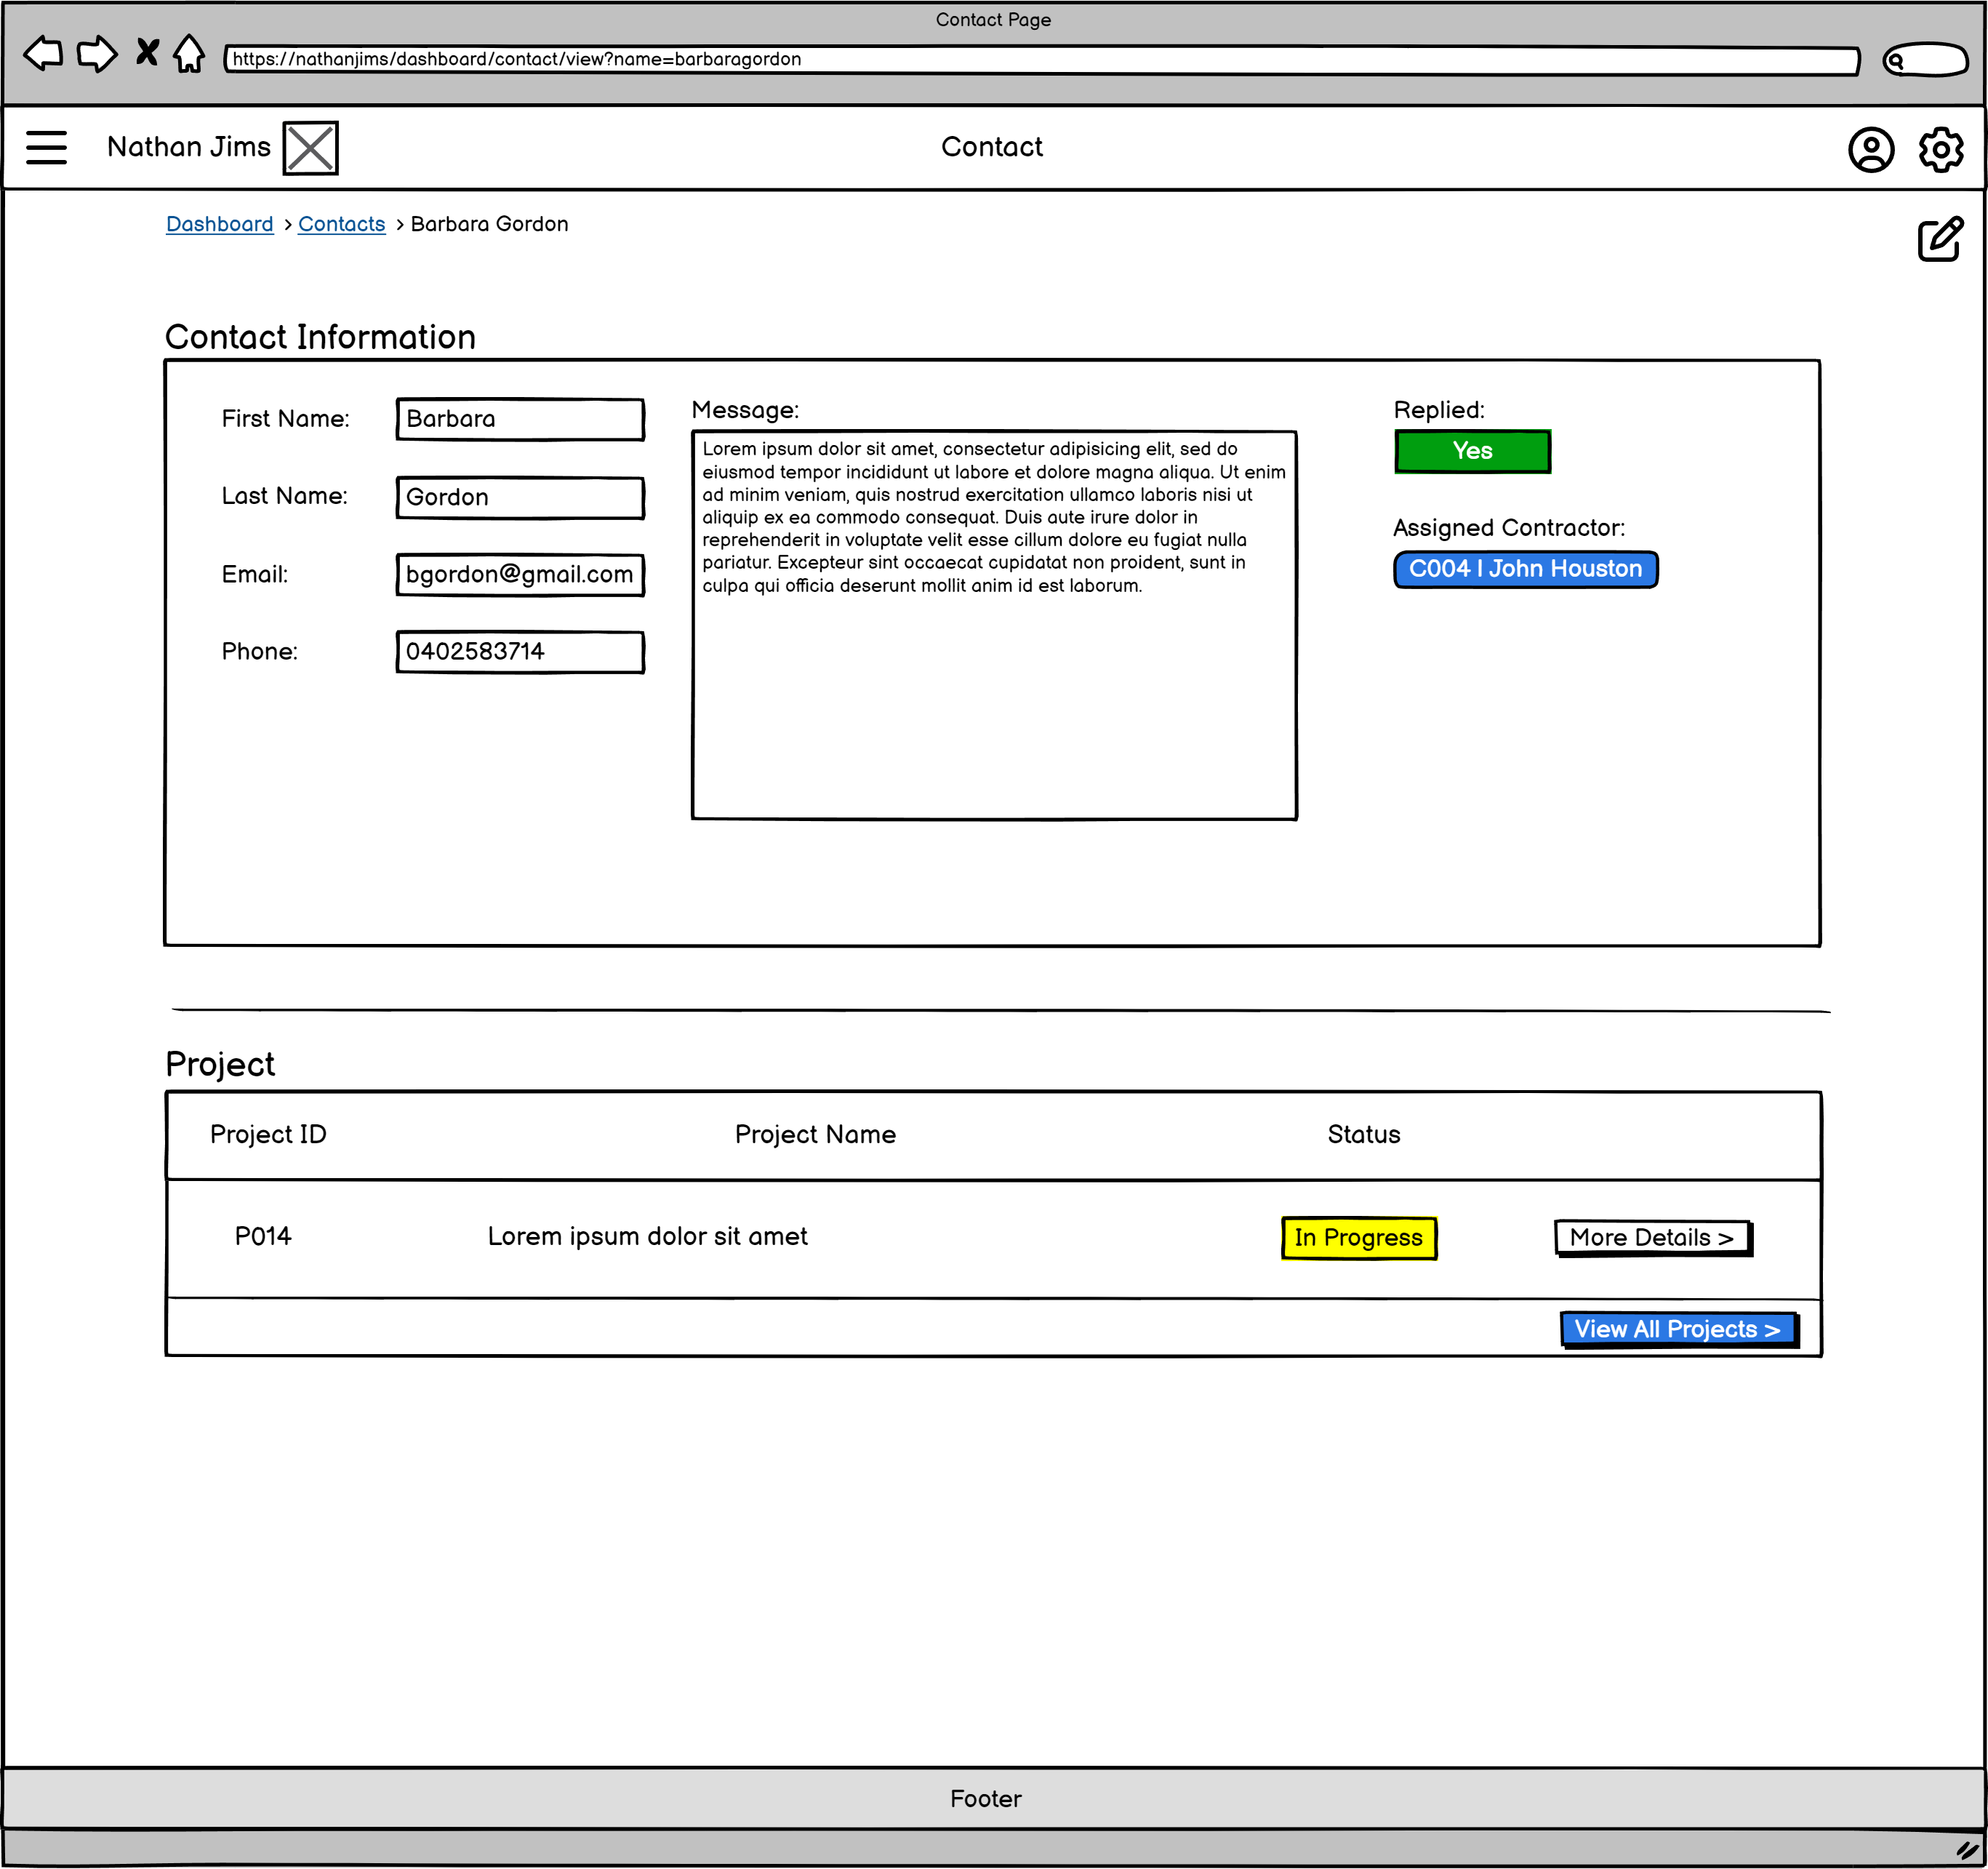 Contact Page
https://nathanjims/dashboard/contact/view?name=barbaragordon
Nathan Jims
Contact
Dashboard > Contacts > Barbara Gordon
Contact Information
First Name: Barbara
Last Name: Gordon
Email: bgordon@gmail.com
Phone: 0402583714
Message:
Lorem ipsum dolor sit amet, consectetur adipisicing elit, sed do
eiusmod tempor incididunt ut labore et dolore magna aliqua. Ut enim
ad minim veniam, quis nostrud exercitation ullamco laboris nisi ut
aliquip ex ea commodo consequat. Duis aute irure dolor in
reprehenderit in voluptate velit esse cillum dolore eu fugiat nulla
pariatur. Excepteur sint occaecat cupidatat non proident, sunt in
culpa qui officia deserunt mollit anim id est laborum.
Replied:
Yes
Assigned Contractor:
C004 | John Houston
Project
Project ID Project Name Status
P014 Lorem ipsum dolor sit amet In Progress More Details >
View All Projects >
Footer